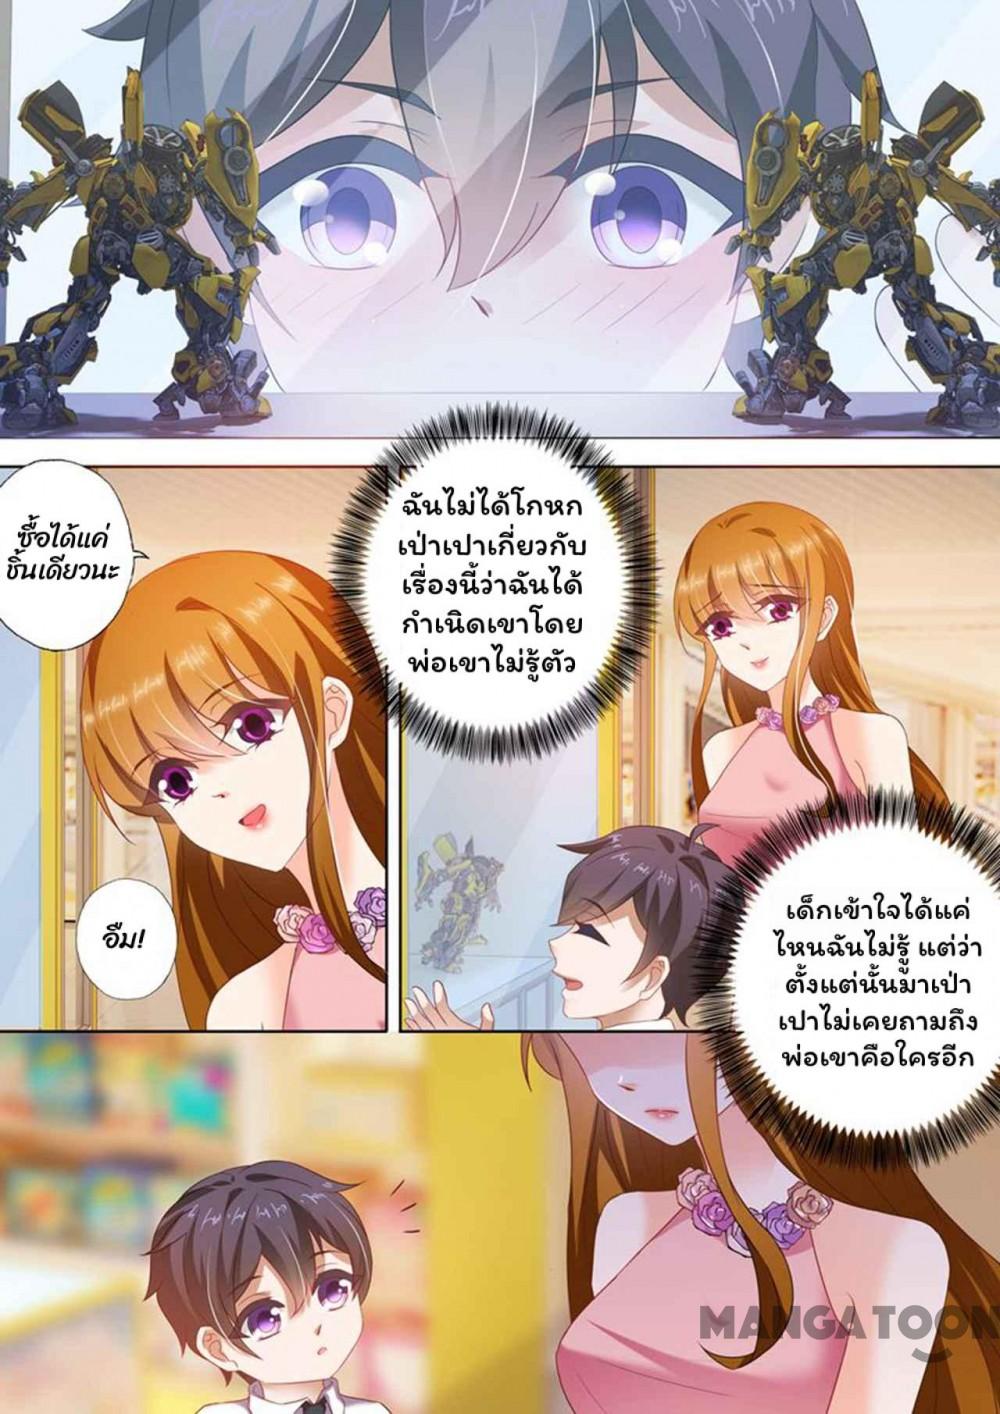 ซื้อได้แค่
ชิ้นเดียวนะ
อืม!
ฉันไม่ได้โกหก
เป่าเปาเกี่ยวกับ
เรื่องนี้ว่าฉันได้
กำเนิดเขาโดย
พ่อเขาไม่รู้ตัว
เด็กเข้าใจได้แค่
ไหนฉันไม่รู้ แต่ว่า
ตั้งแต่นั้นมาเป่า
เปาไม่เคยถามถึง
พ่อเขาคือใครอีก
MANGATOON